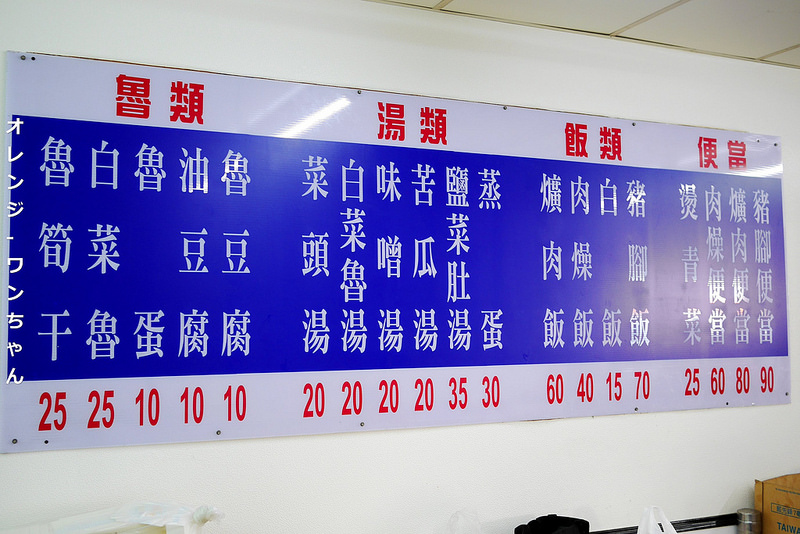 魯類
魯筍干
25
白菜魯
25
魯蛋
10
油豆腐
10
魯豆腐
10
湯類
菜頭湯
20
白菜魯湯
20
味噌湯
20
苦瓜湯
20
鹽菜肚湯
35
蒸蛋
30
飯類
爌肉飯
60
肉燥飯
40
白飯
15
豬腳飯
70
便當
燙青菜
25
肉燥便當
60
爌肉便當
80
豬腳便當
90
オレンジ-ワンちゃん